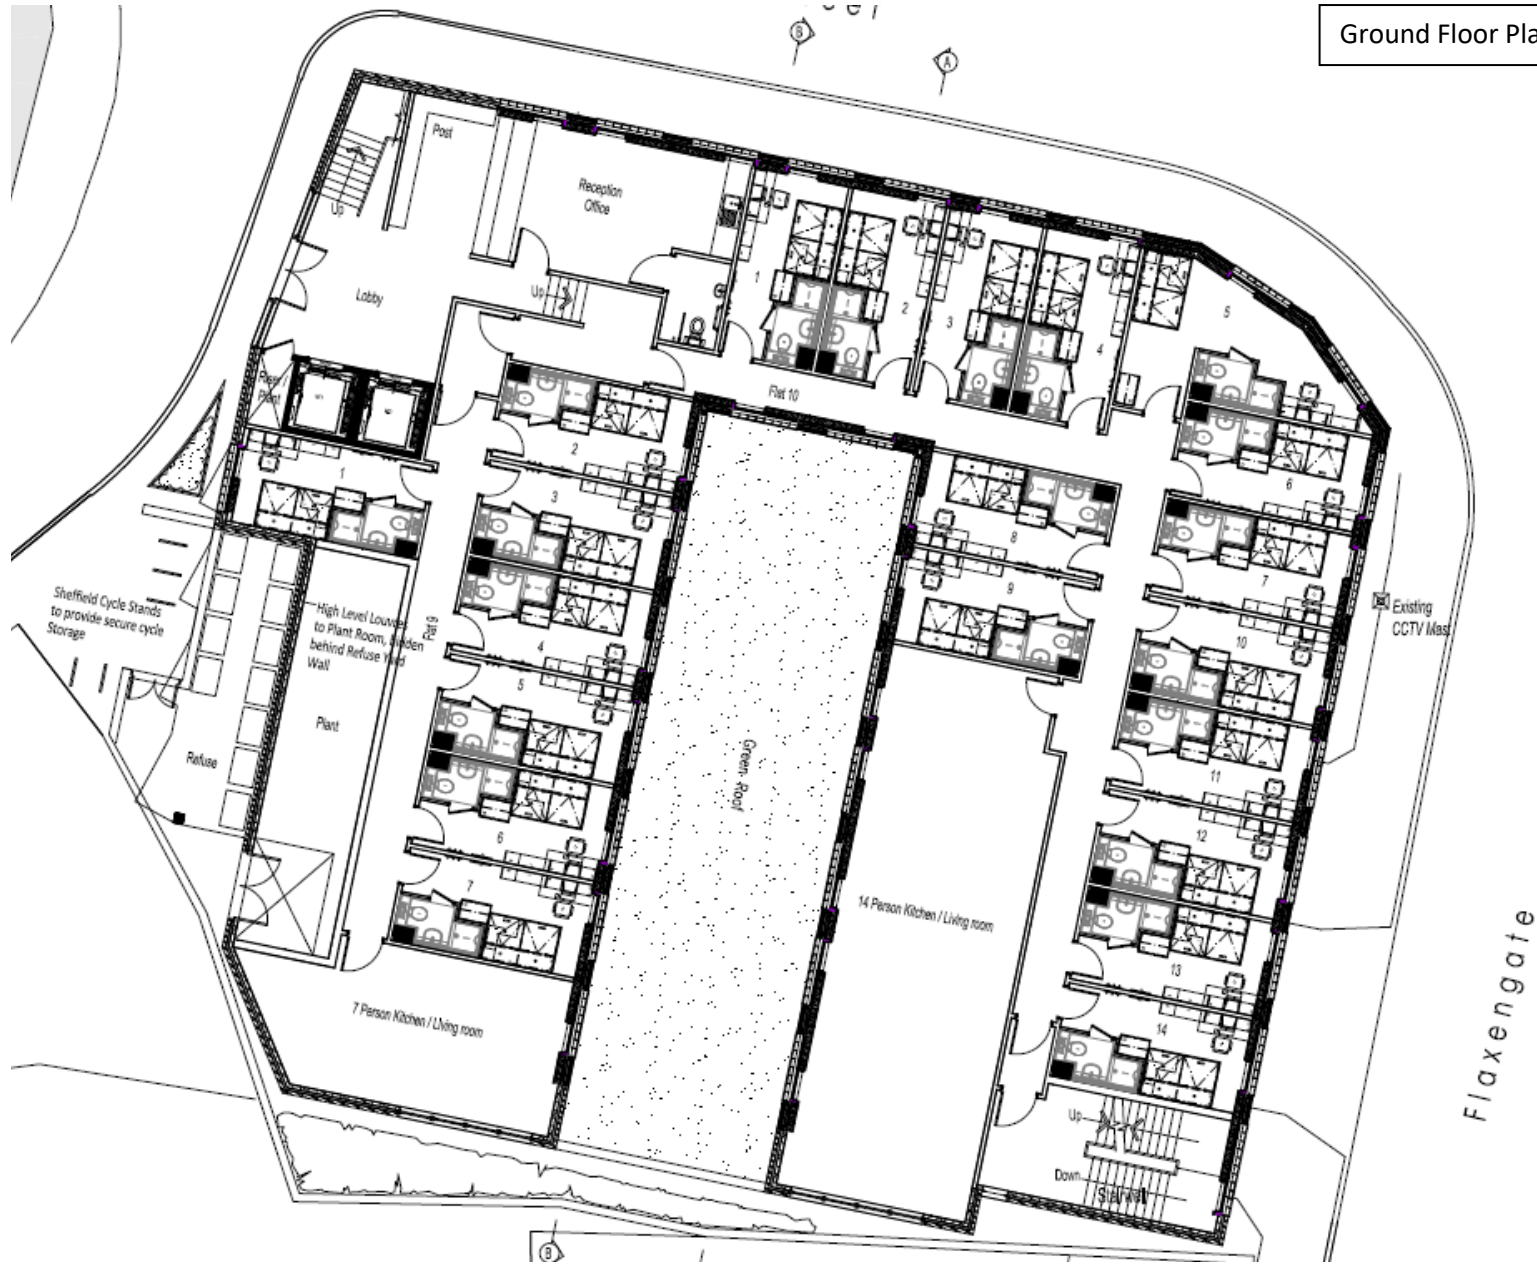 Ground Floor Pla
B
A
Post
Reception
Office
Up
Lobby
Up
1
2
3
4
5
Flat 10
Plant
1
2
3
4
5
6
7
6
7
8
9
10
11
12
13
14
Sheffield Cycle Stands
to provide secure cycle
Storage
High Level Louvres
to Plant Room, hidden
behind Refuse Yard
Wall
Plant
Refuse
Green- Roof
Existing
CCTV Mast
14 Person Kitchen / Living room
7 Person Kitchen / Living room
Up
Down
Stairwell
Flaxengate
B